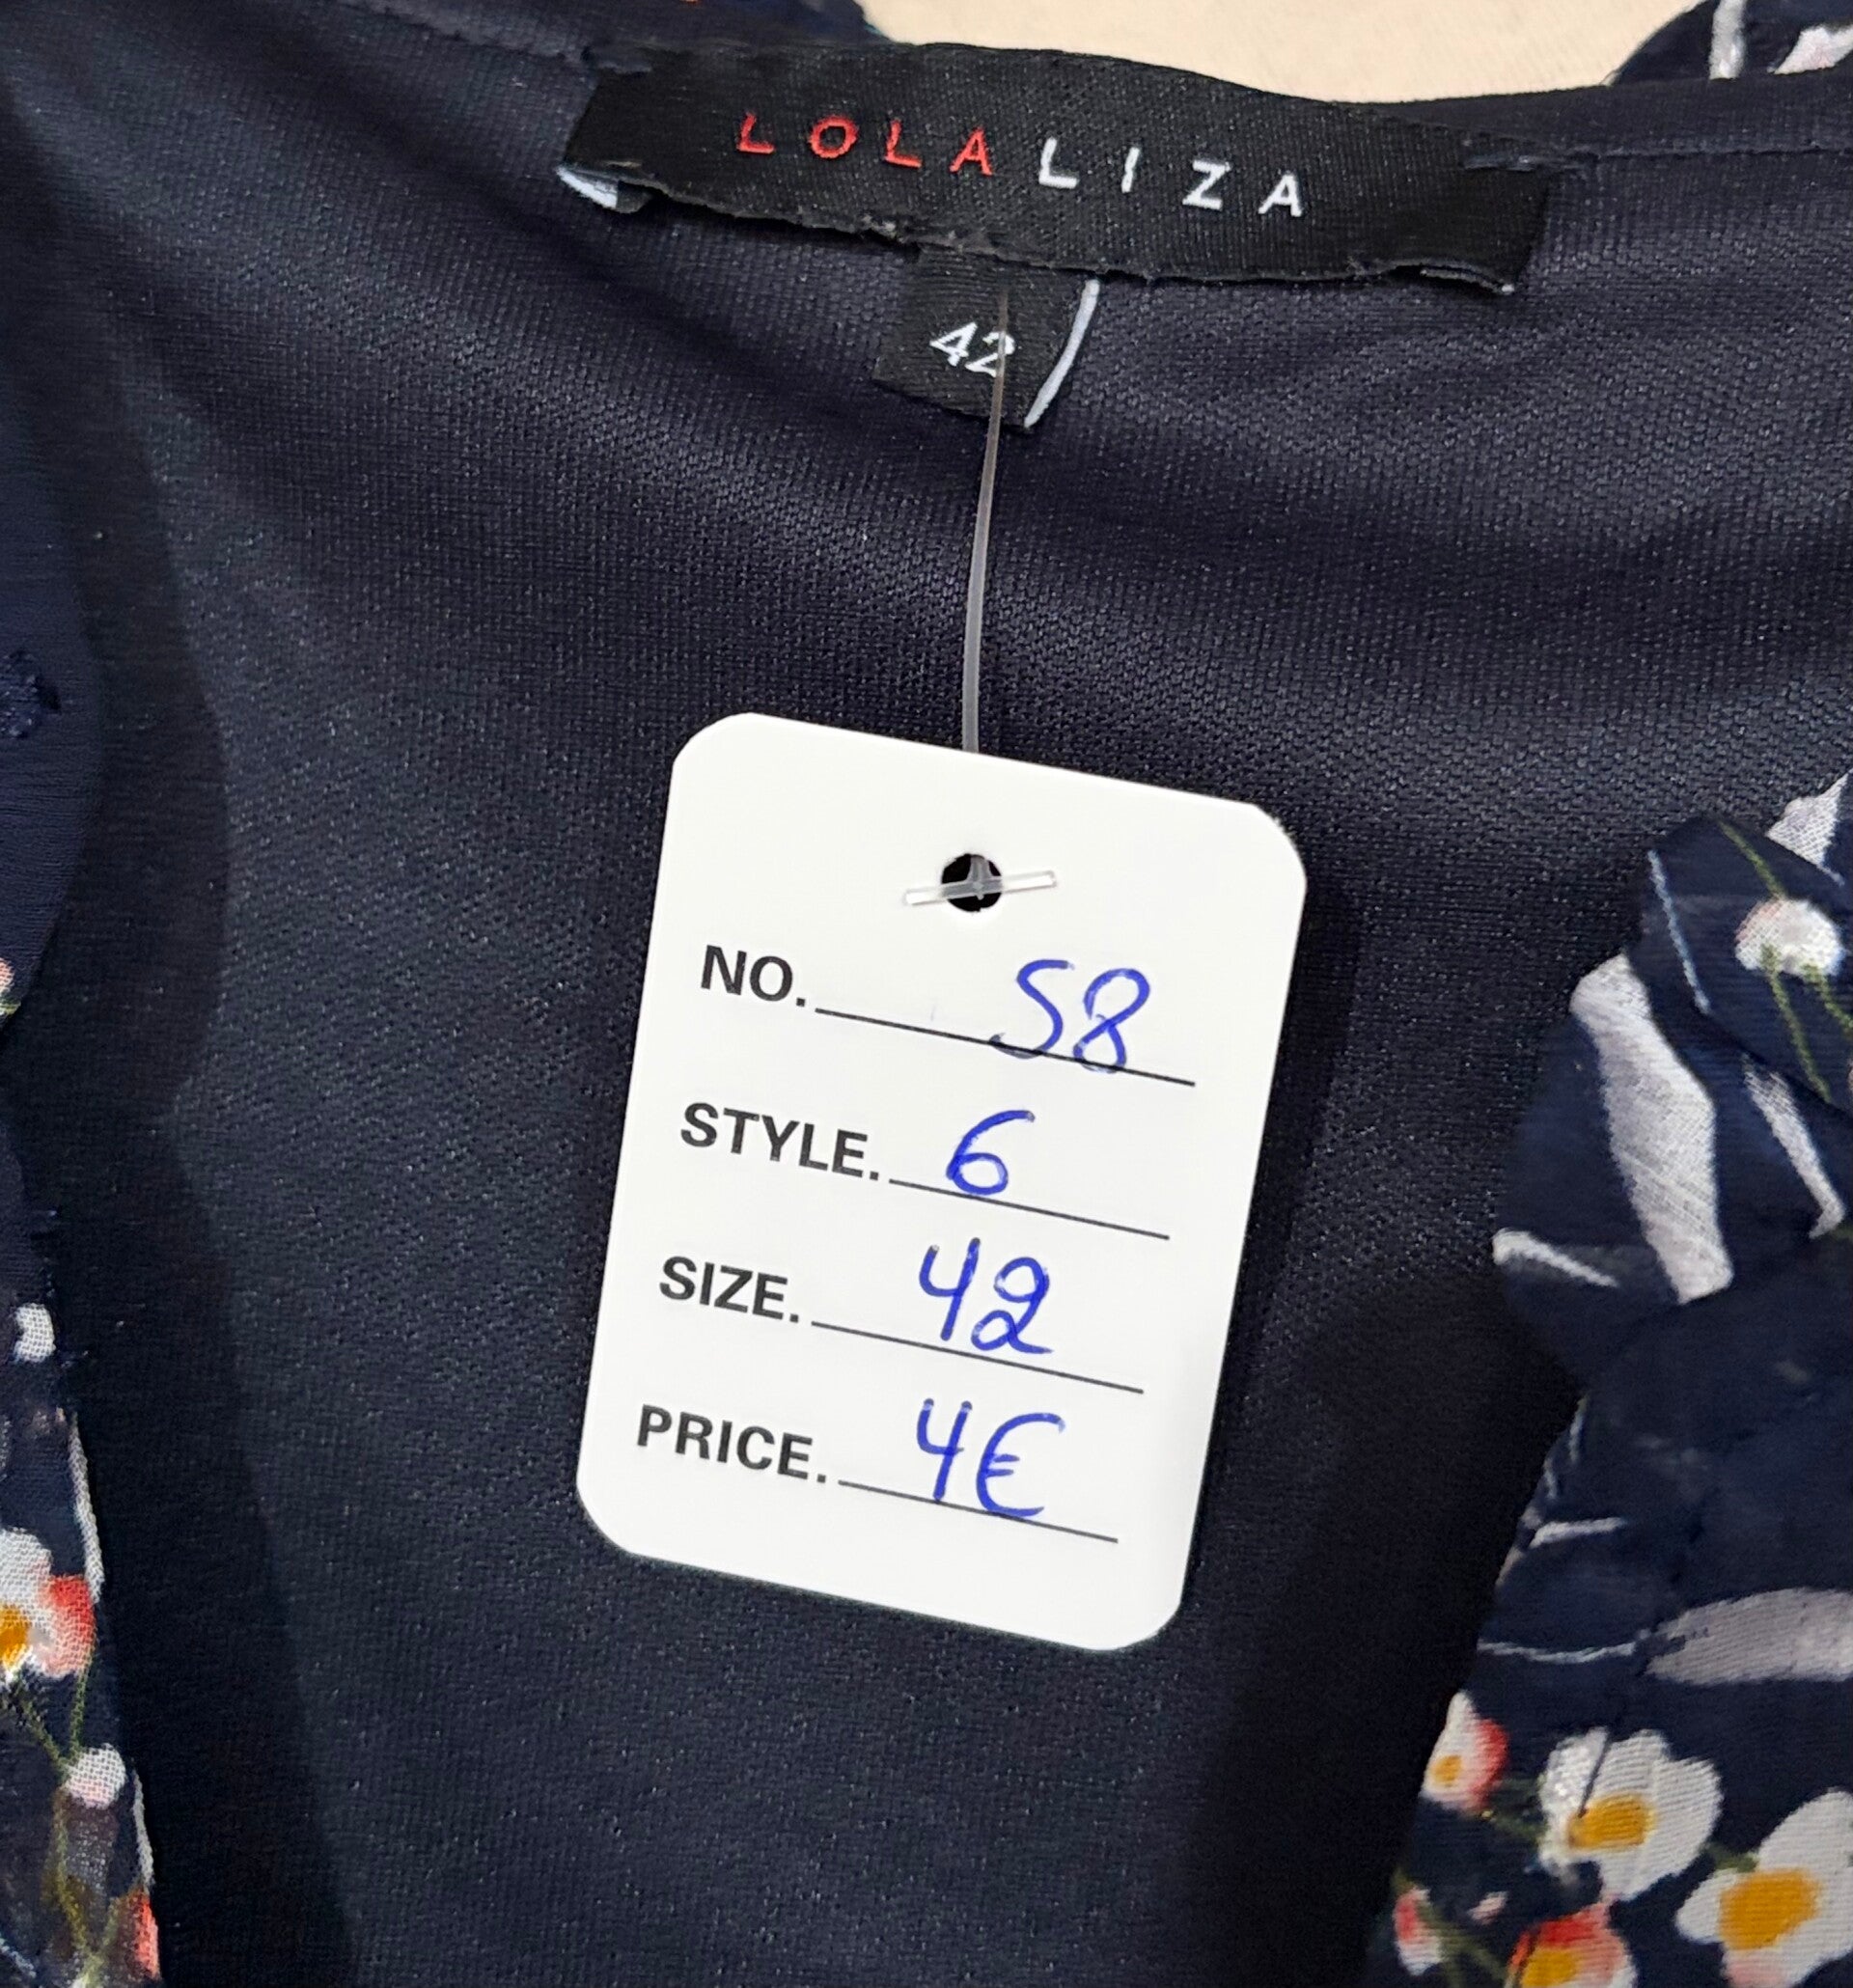 LOLALIZA
42
NO. 58
STYLE. 6
SIZE. 42
PRICE. 4€